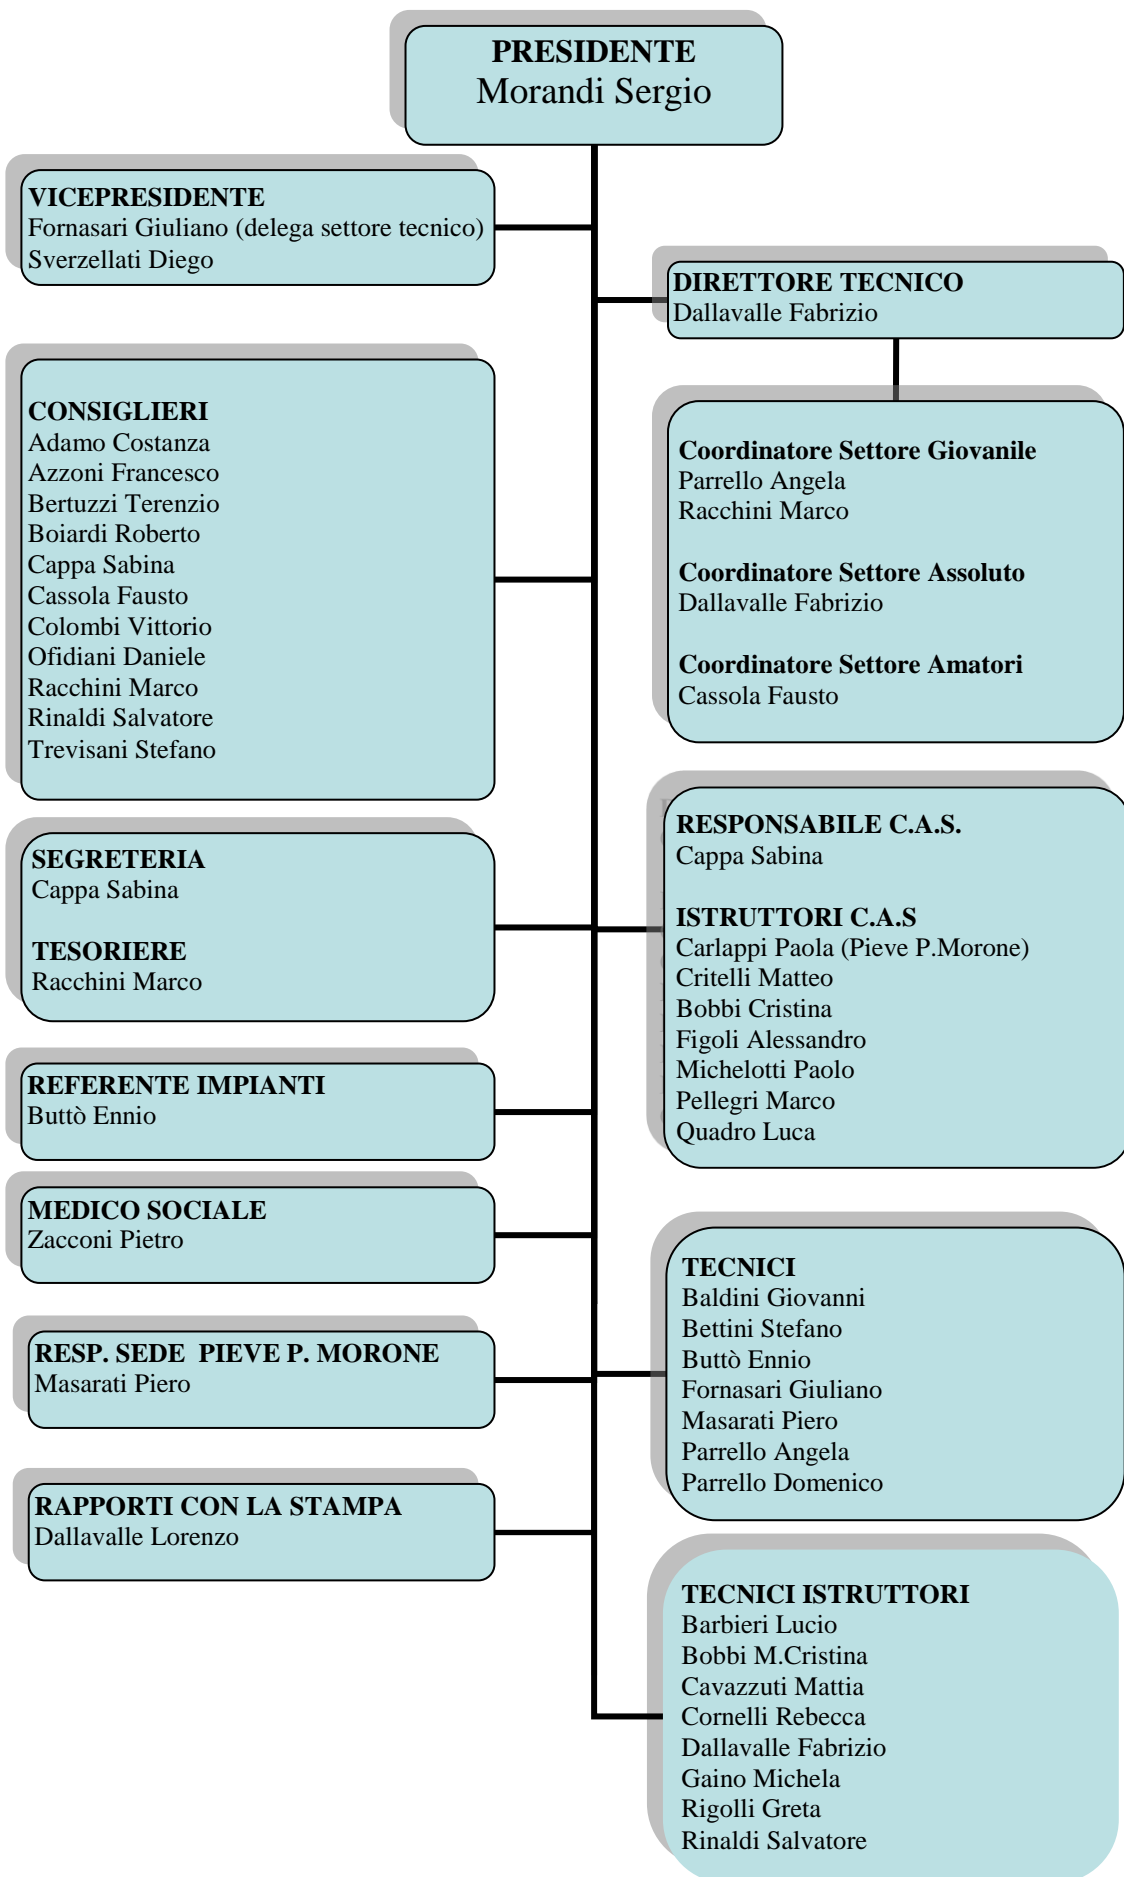 PRESIDENTE
Morandi Sergio
VICEPRESIDENTE
Fornasari Giuliano (delega settore tecnico)
Sverzellati Diego
DIRETTORE TECNICO
Dallavalle Fabrizio
CONSIGLIERI
Adamo Costanza
Azzoni Francesco
Bertuzzi Terenzio
Boiardi Roberto
Cappa Sabina
Cassola Fausto
Colombi Vittorio
Ofidiani Daniele
Racchini Marco
Rinaldi Salvatore
Trevisani Stefano
Coordinatore Settore Giovanile
Parrello Angela
Racchini Marco
Coordinatore Settore Assoluto
Dallavalle Fabrizio
Coordinatore Settore Amatori
Cassola Fausto
SEGRETERIA
Cappa Sabina
TESORIERE
Racchini Marco
RESPONSABILE C.A.S.
Cappa Sabina
ISTRUTTORI C.A.S
Carlappi Paola (Pieve P.Morone)
Critelli Matteo
Bobbi Cristina
Figoli Alessandro
Michelotti Paolo
Pellegri Marco
Quadro Luca
REFERENTE IMPIANTI
Buttò Ennio
MEDICO SOCIALE
Zacconi Pietro
RESP. SEDE  PIEVE P. MORONE
Masarati Piero
TECNICI
Baldini Giovanni
Bettini Stefano
Buttò Ennio
Fornasari Giuliano
Masarati Piero
Parrello Angela
Parrello Domenico
RAPPORTI CON LA STAMPA
Dallavalle Lorenzo
TECNICI ISTRUTTORI
Barbieri Lucio
Bobbi M.Cristina
Cavazzuti Mattia
Cornelli Rebecca
Dallavalle Fabrizio
Gaino Michela
Rigolli Greta
Rinaldi Salvatore